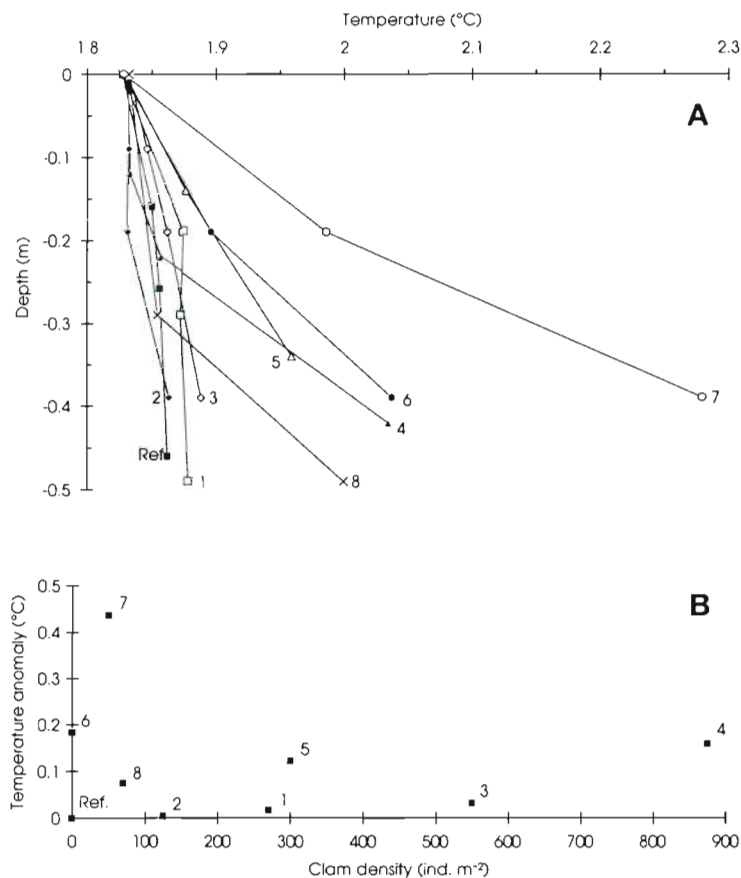 Temperature (°C)
1 8 1.9 2 2.1 2.2 2.3
A
0
-0.1
-0.2
-0.3
-0.4
-0.5
Depth (m)
5
2 3 6 7
4
Ref
1 8
B
0.5
0.4
0.3
0.2
0.1
0
Temperature anomaly (°C)
7
6
5 4
8
Ref. 2 1 3
0 100 200 300 400 500 600 700 800 900
Clam density (ind. m⁻²)